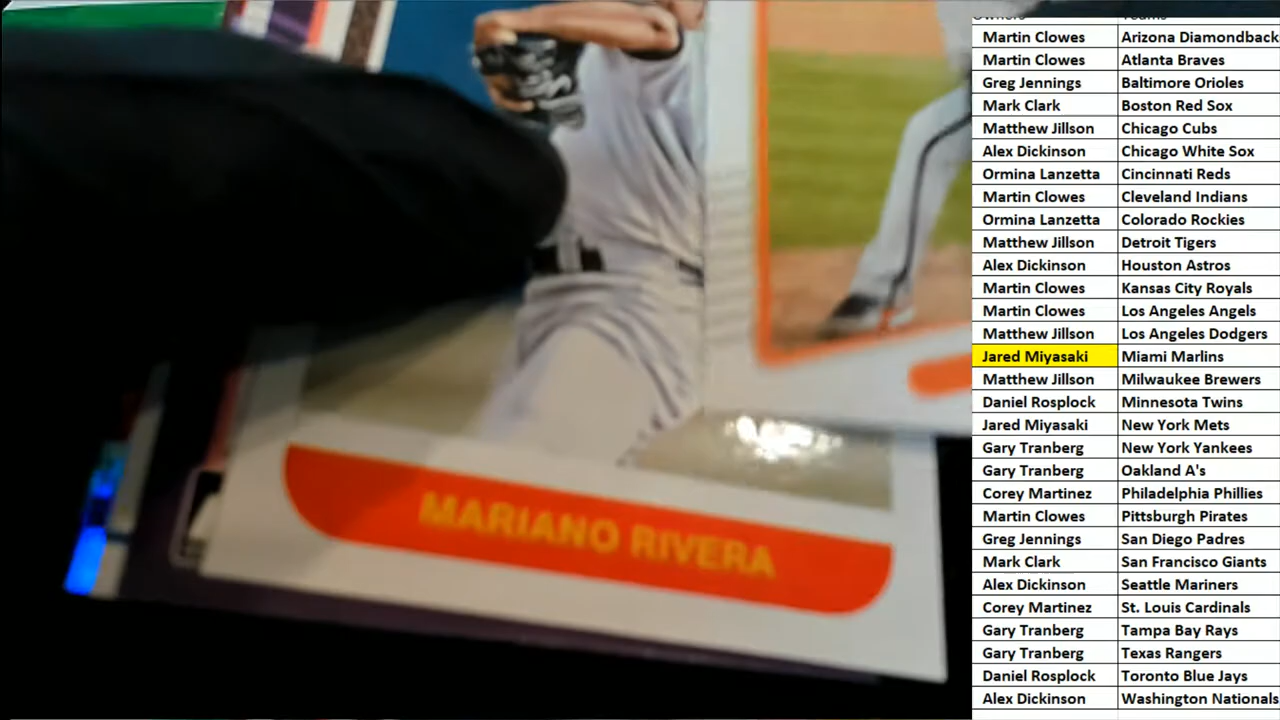 MARIANO RIVERA
Owners Teams
Martin Clowes Arizona Diamondback
Martin Clowes Atlanta Braves
Greg Jennings Baltimore Orioles
Mark Clark Boston Red Sox
Matthew Jillson Chicago Cubs
Alex Dickinson Chicago White Sox
Ormina Lanzetta Cincinnati Reds
Martin Clowes Cleveland Indians
Ormina Lanzetta Colorado Rockies
Matthew Jillson Detroit Tigers
Alex Dickinson Houston Astros
Martin Clowes Kansas City Royals
Martin Clowes Los Angeles Angels
Matthew Jillson Los Angeles Dodgers
Jared Miyasaki Miami Marlins
Matthew Jillson Milwaukee Brewers
Daniel Rosplock Minnesota Twins
Jared Miyasaki New York Mets
Gary Tranberg New York Yankees
Gary Tranberg Oakland A's
Corey Martinez Philadelphia Phillies
Martin Clowes Pittsburgh Pirates
Greg Jennings San Diego Padres
Mark Clark San Francisco Giants
Alex Dickinson Seattle Mariners
Corey Martinez St. Louis Cardinals
Gary Tranberg Tampa Bay Rays
Gary Tranberg Texas Rangers
Daniel Rosplock Toronto Blue Jays
Alex Dickinson Washington Nationals